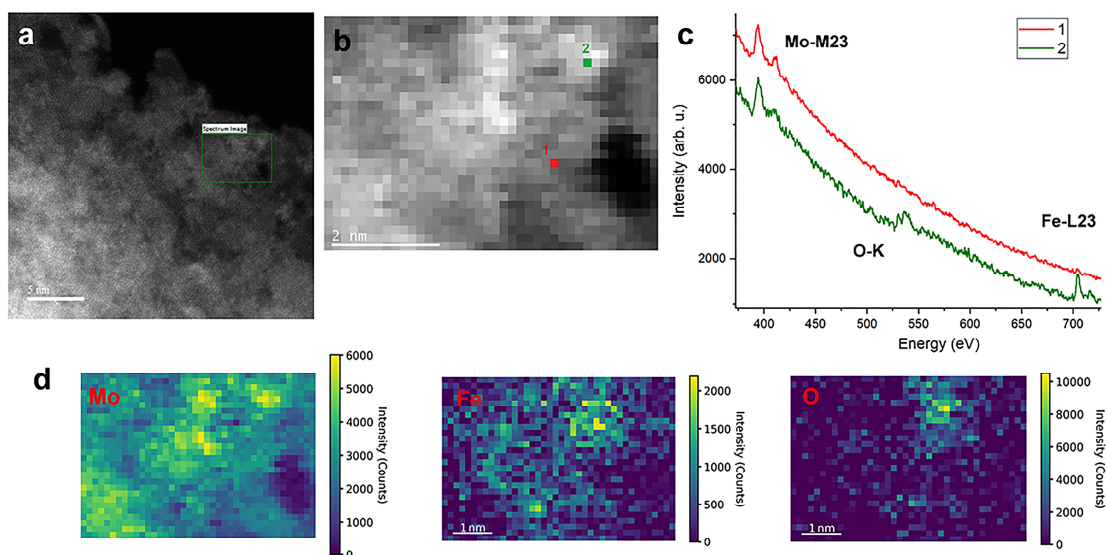 a
Spectrum Image
5 nm
b
2
1
2 nm
c
1
2
Mo-M23
O-K
Fe-L23
Intensity (arb. u.)
6000
4000
2000
400 450 500 550 600 650 700
Energy (eV)
d
Mo
6000
5000
4000
3000
2000
1000
0
Intensity (Counts)
Fe
1 nm
2000
1500
1000
500
0
Intensity (Counts)
O
1 nm
10000
8000
6000
4000
2000
0
Intensity (Counts)